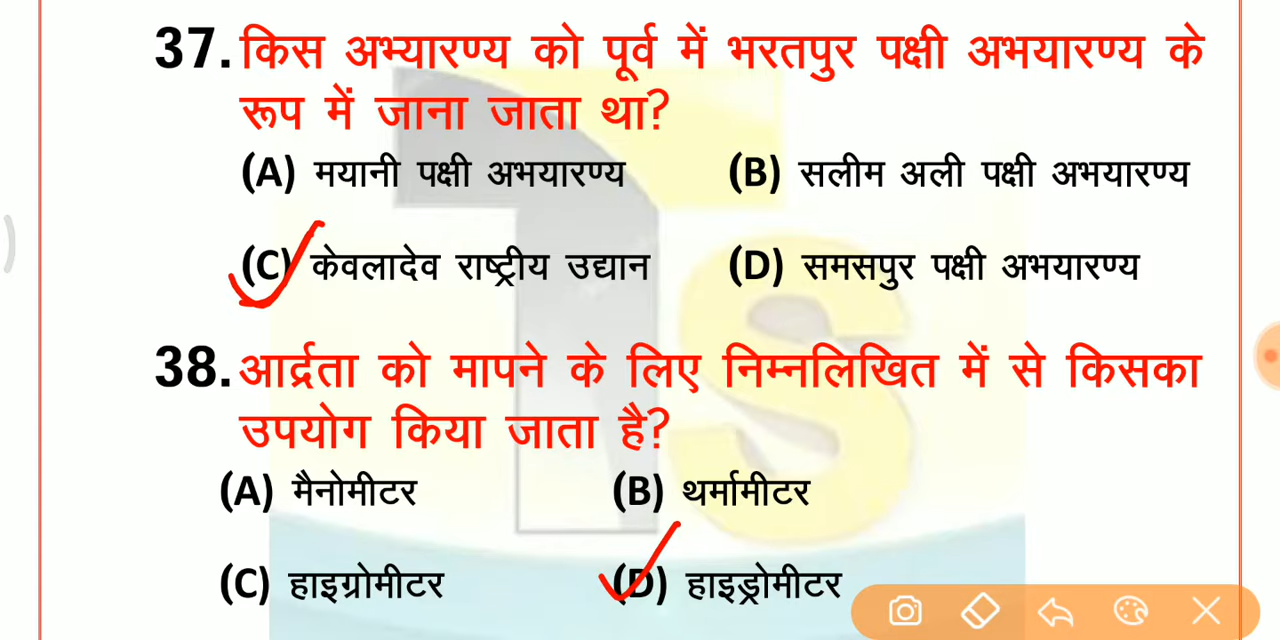 37. किस अभ्यारण्य को पूर्व में भरतपुर पक्षी अभयारण्य के
रूप में जाना जाता था?
(A) मयानी पक्षी अभयारण्य (B) सलीम अली पक्षी अभयारण्य
(C) केवलादेव राष्ट्रीय उद्यान (D) समसपुर पक्षी अभयारण्य
38. आर्द्रता को मापने के लिए निम्नलिखित में से किसका
उपयोग किया जाता है?
(A) मैनोमीटर (B) थर्मामीटर
(C) हाइग्रोमीटर (D) हाइड्रोमीटर